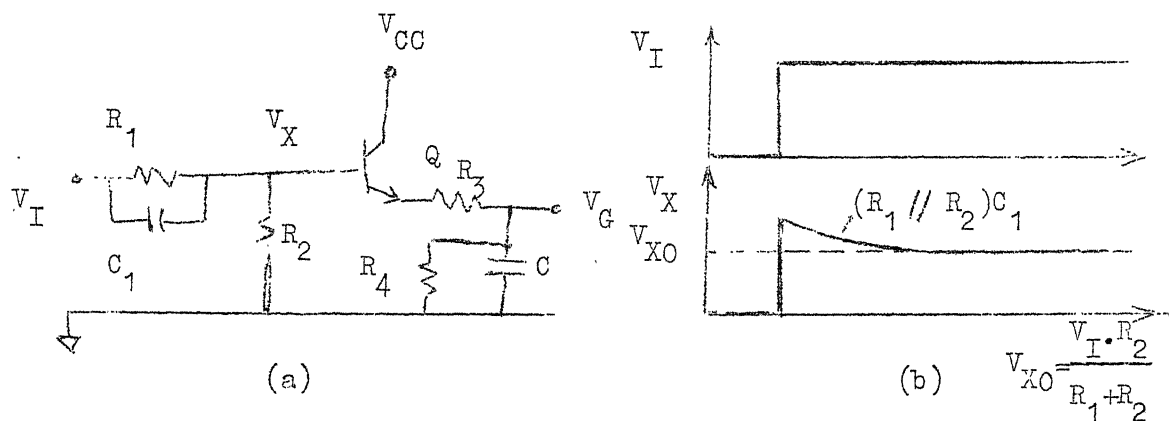 V_CC
R_1
V_X
Q
R_3
V_I
V_G
C_1
R_2
R_4
C
(a)
V_I
V_X
(R_1 // R_2)C_1
V_XO
(b)
V_XO = V_I·R_2 / R_1+R_2